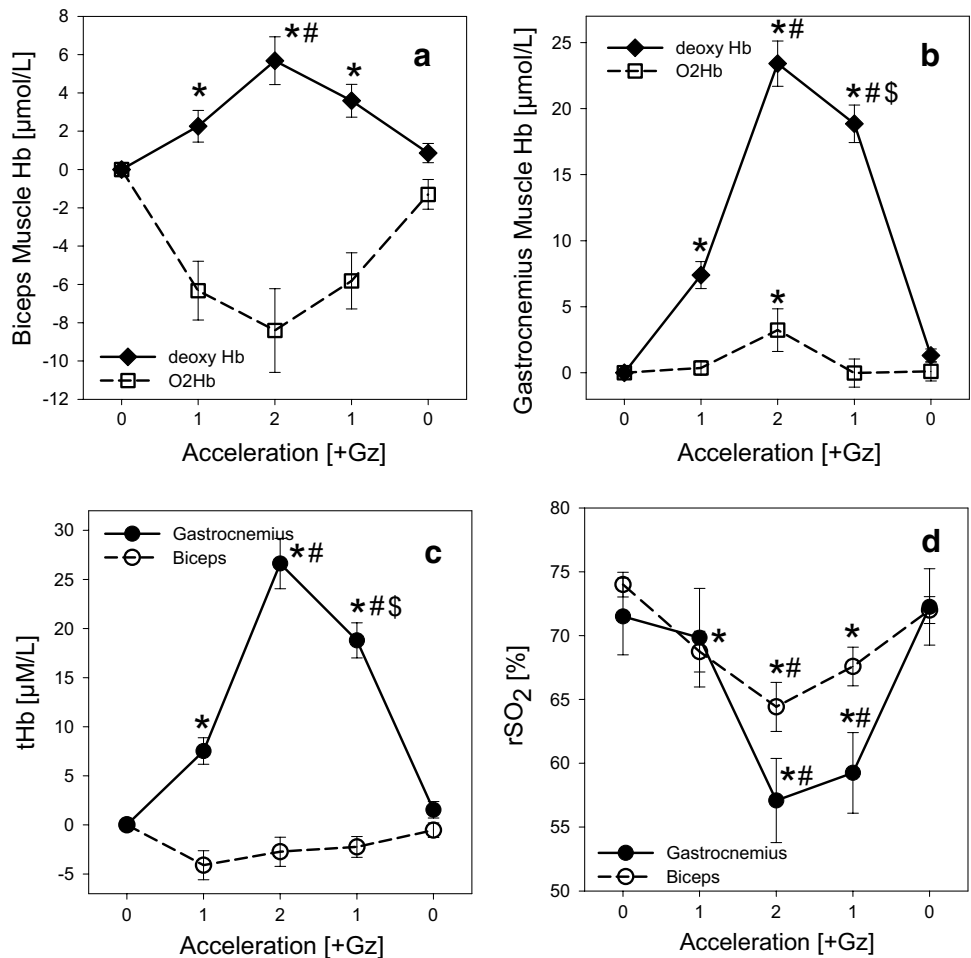 a
8
6
4
2
0
-2
-4
-6
-8
-10
-12
Biceps Muscle Hb [µmol/L]
*
*#
*
deoxy Hb
O2Hb
0 1 2 1 0
Acceleration [+Gz]
b
25
20
15
10
5
0
Gastrocnemius Muscle Hb [µmol/L]
deoxy Hb
O2Hb
*
*#
*#$
*
0 1 2 1 0
Acceleration [+Gz]
c
30
25
20
15
10
5
0
-5
tHb [µM/L]
Gastrocnemius
Biceps
*
*#
*#$
0 1 2 1 0
Acceleration [+Gz]
d
80
75
70
65
60
55
50
rSO2 [%]
*
*#
*
*#
*#
Gastrocnemius
Biceps
0 1 2 1 0
Acceleration [+Gz]